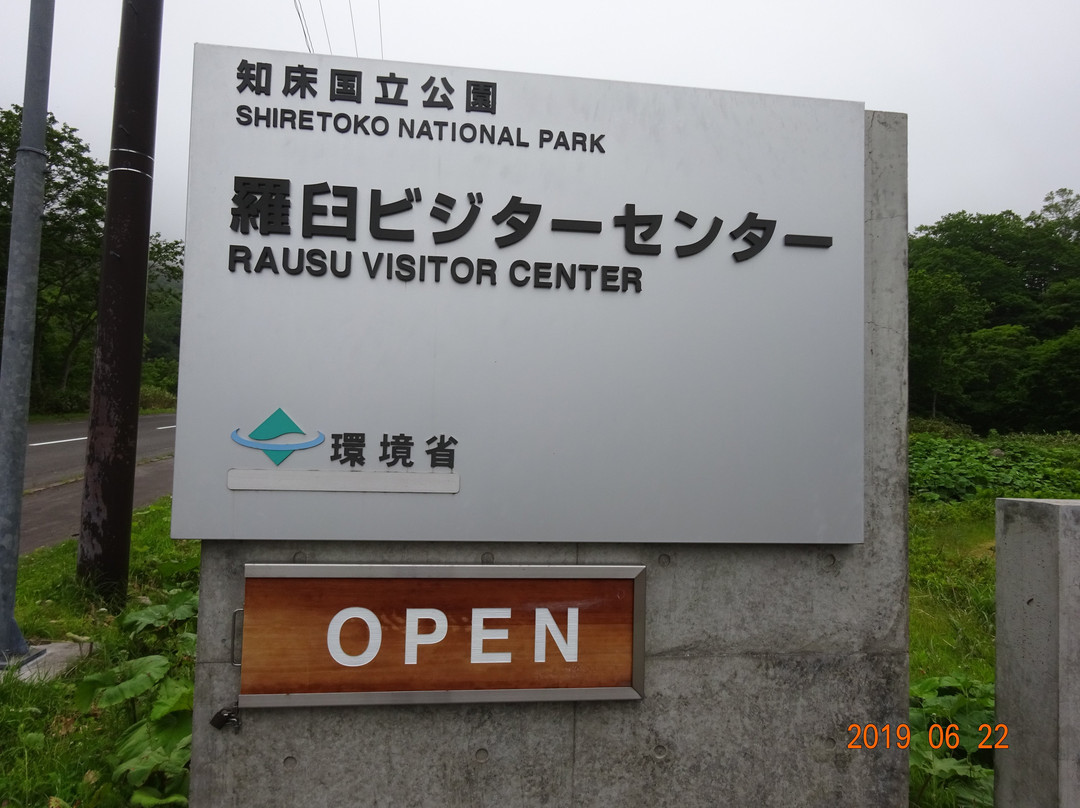 知床国立公園
SHIRETOKO NATIONAL PARK
羅臼ビジターセンター
RAUSU VISITOR CENTER
環境省
OPEN
2019 06 22